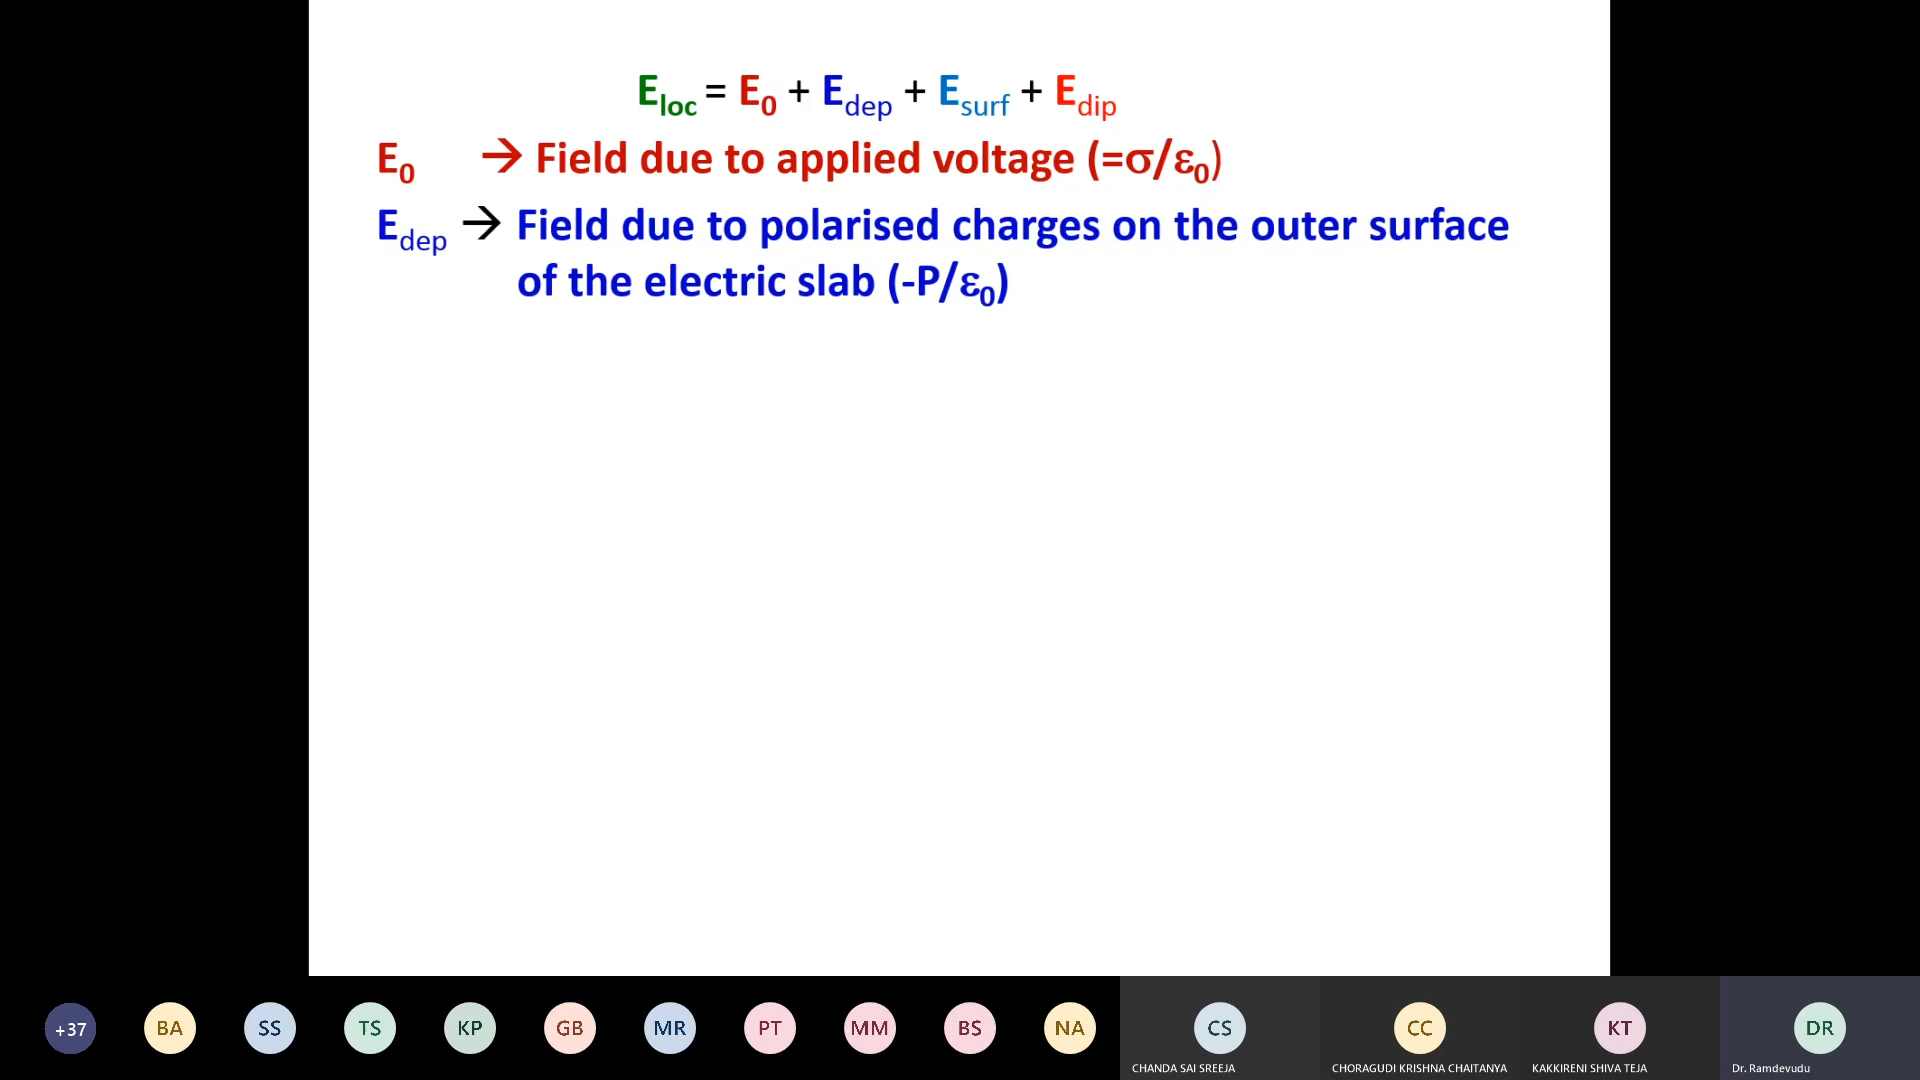 Eloc = E0 + Edep + Esurf + Edip
E0 → Field due to applied voltage (=σ/ε0)
Edep → Field due to polarised charges on the outer surface
of the electric slab (-P/ε0)
+37 BA SS TS KP GB MR PT MM BS NA CS CC KT DR
CHANDA SAI SREEJA CHORAGUDI KRISHNA CHAITANYA KAKKIRENI SHIVA TEJA Dr. Ramdevudu